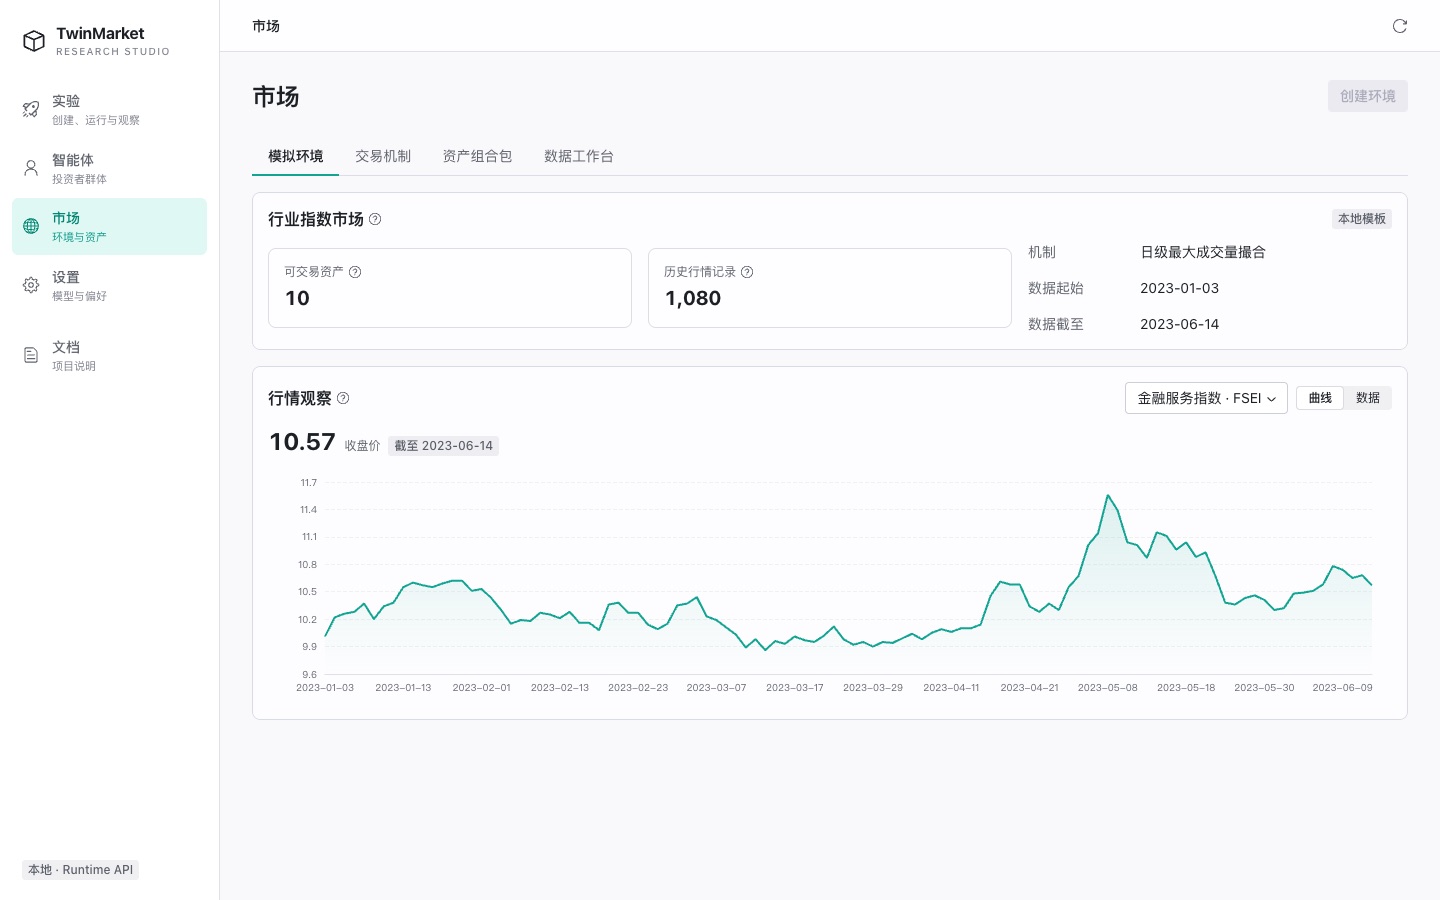 TwinMarket
RESEARCH STUDIO
实验
创建、运行与观察
智能体
投资者群体
市场
环境与资产
设置
模型与偏好
文档
项目说明
本地 · Runtime API
市场
市场
创建环境
模拟环境 交易机制 资产组合包 数据工作台
行业指数市场
本地模板
可交易资产
10
历史行情记录
1,080
机制 日级最大成交量撮合
数据起始 2023-01-03
数据截至 2023-06-14
行情观察
金融服务指数 · FSEI
曲线 数据
10.57 收盘价 截至 2023-06-14
11.7
11.4
11.1
10.8
10.5
10.2
9.9
9.6
2023-01-03 2023-01-13 2023-02-01 2023-02-13 2023-02-23 2023-03-07 2023-03-17 2023-03-29 2023-04-11 2023-04-21 2023-05-08 2023-05-18 2023-05-30 2023-06-09